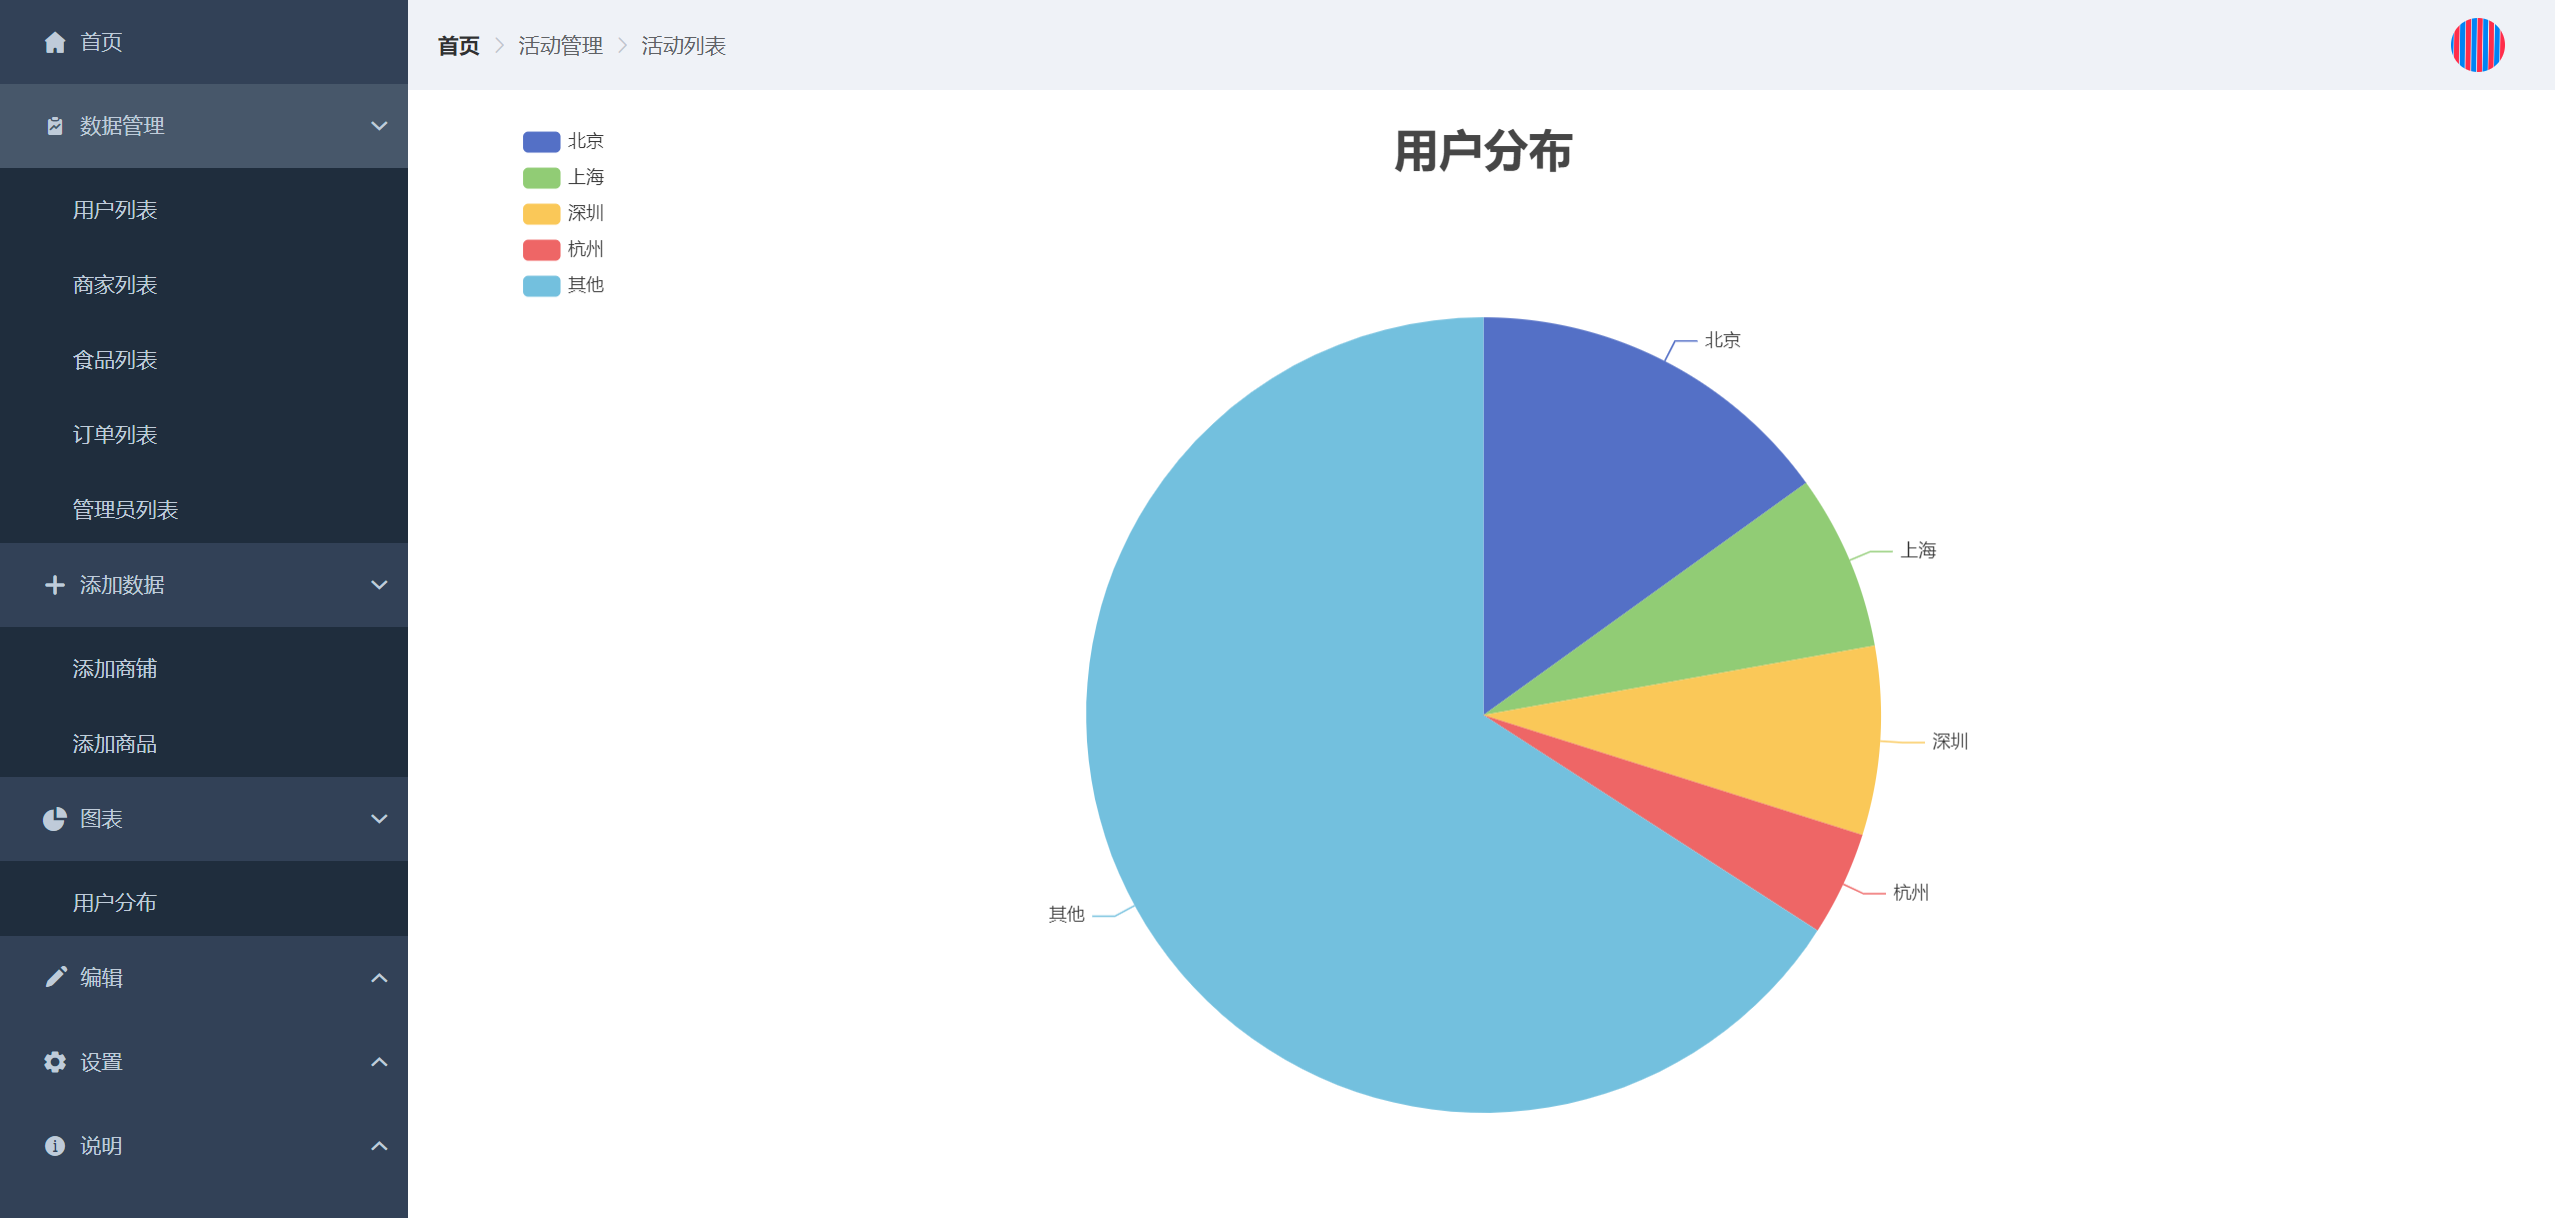 首页
数据管理
用户列表
商家列表
食品列表
订单列表
管理员列表
添加数据
添加商铺
添加商品
图表
用户分布
编辑
设置
说明
首页 > 活动管理 > 活动列表
用户分布
北京
上海
深圳
杭州
其他
北京
上海
深圳
杭州
其他